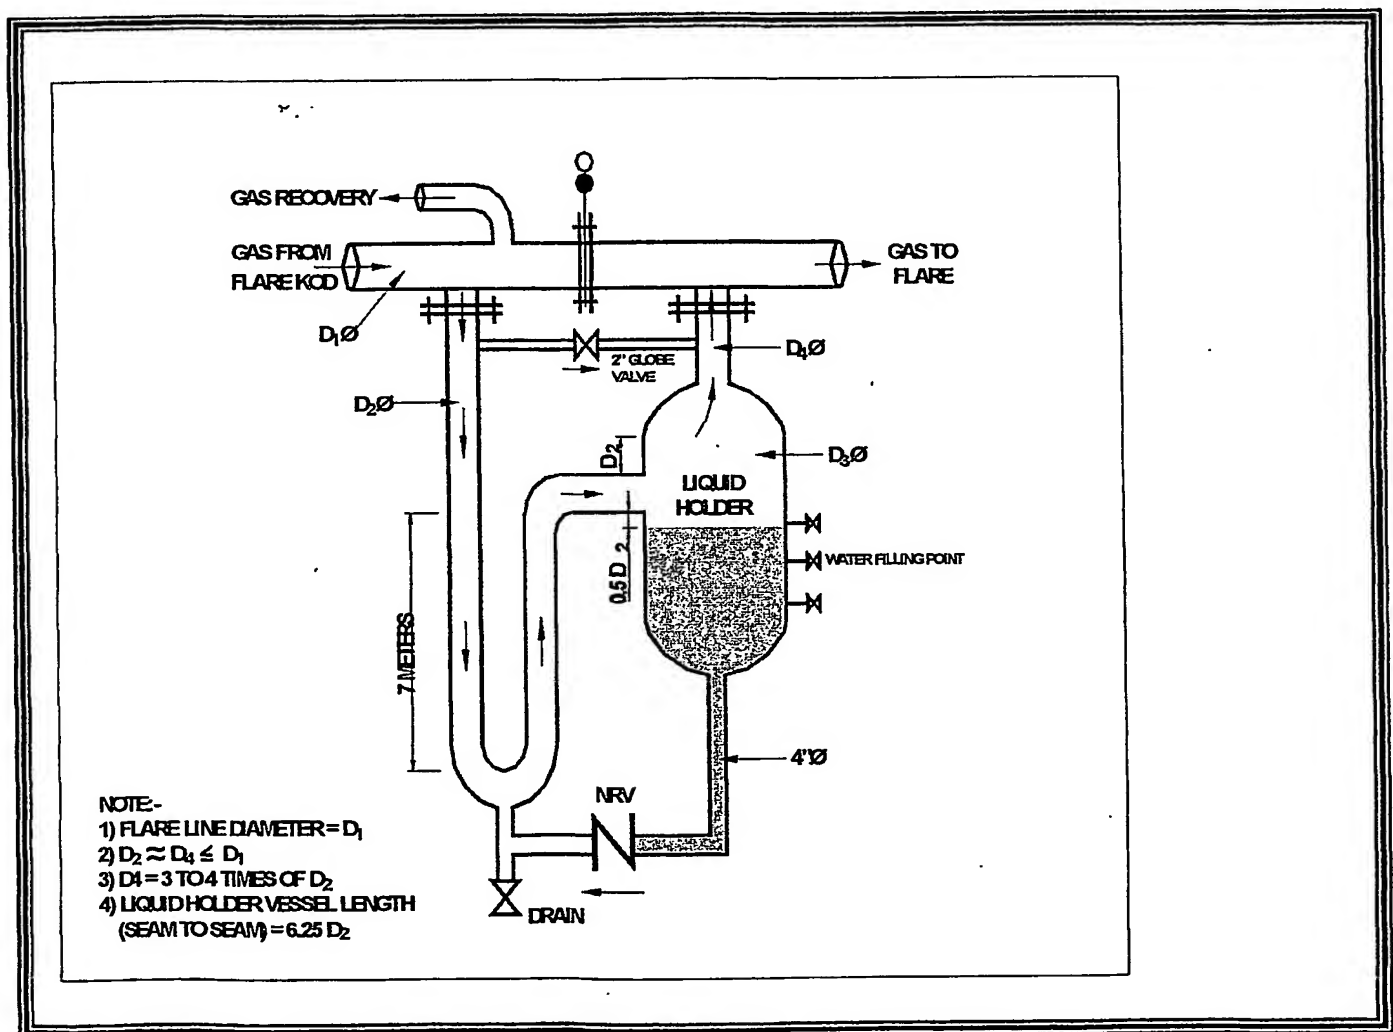 GAS RECOVERY
GAS FROM
FLARE KOD
GAS TO
FLARE
D₁Ø
2" GLOBE
VALVE
D₄Ø
D₂Ø
D₂
D₃Ø
LIQUID
HOLDER
0.5 D₂
WATER FILLING POINT
7 METERS
4"Ø
NRV
DRAIN
NOTE:-
1) FLARE LINE DIAMETER = D₁
2) D₂ ≈ D₄ ≤ D₁
3) D4 = 3 TO 4 TIMES OF D₂
4) LIQUID HOLDER VESSEL LENGTH
(SEAM TO SEAM) = 6.25 D₂